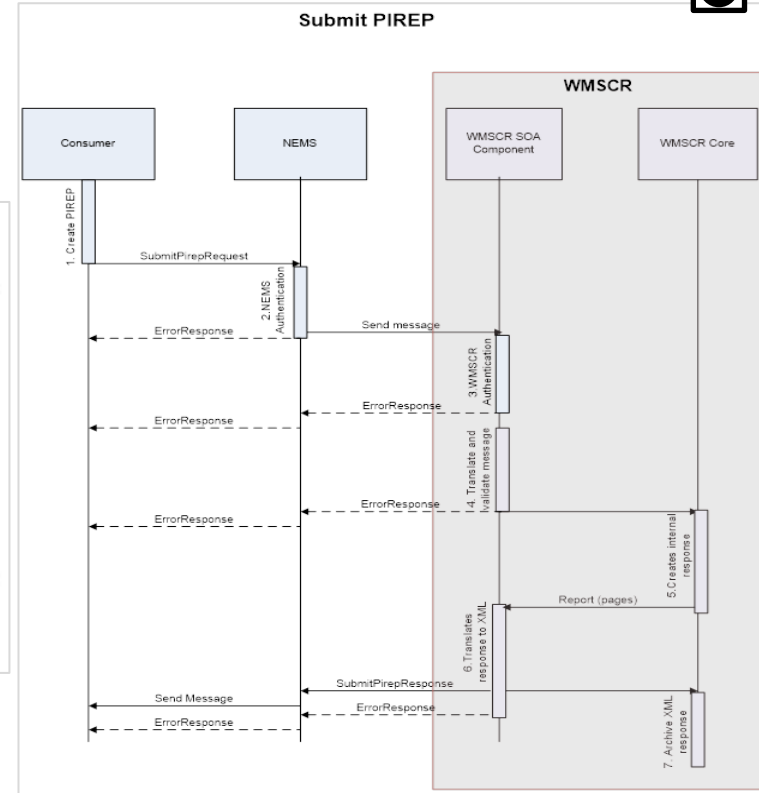 Submit PIREP
WMSCR
Consumer
NEMS
WMSCR SOA
Component
WMSCR Core
1. Create PIREP
SubmitPirepRequest
2.NEMS
Authentication
Send message
ErrorResponse
3.WMSCR
Authentication
ErrorResponse
ErrorResponse
4. Translate and
validate message
ErrorResponse
ErrorResponse
5.Creates internal
response
Report (pages)
6.Translates
response to XML
SubmitPirepResponse
Send Message
ErrorResponse
ErrorResponse
7. Archive XML
response